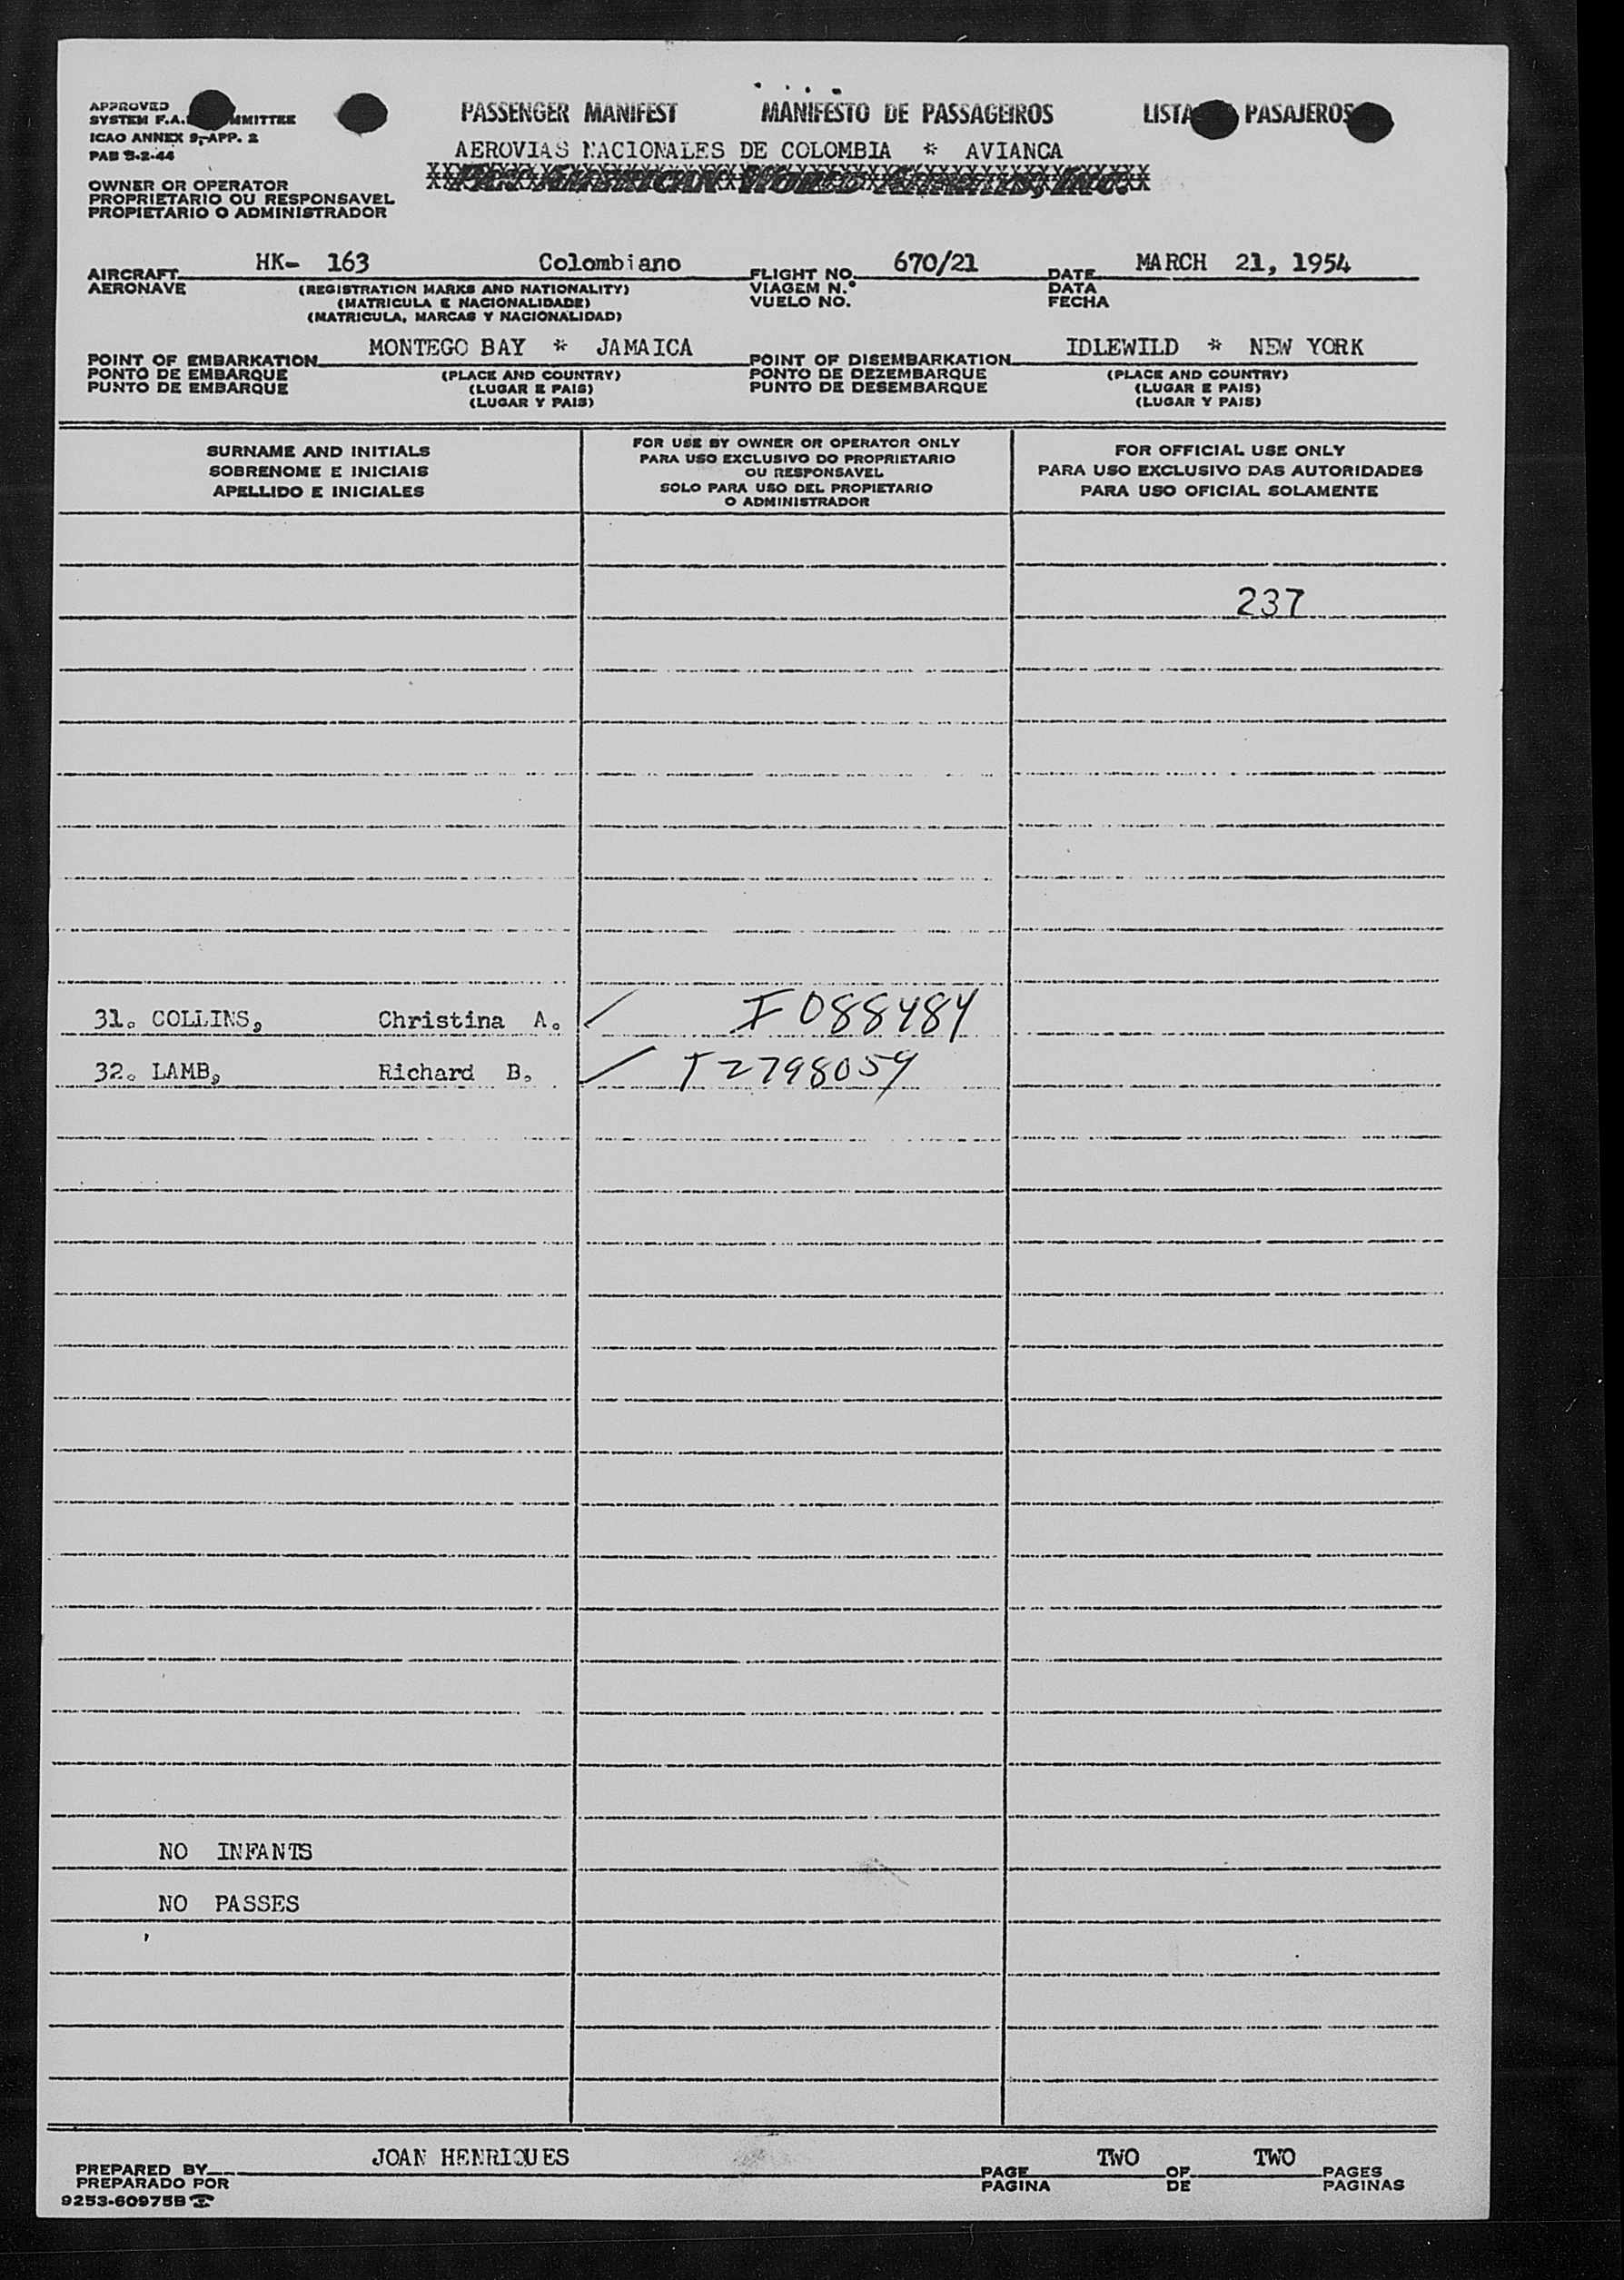 APPROVED
SYSTEM F.A. MMITTEE
ICAO ANNEX 9, APP. 2
PAB 5-2-44
PASSENGER MANIFEST MANIFESTO DE PASSAGEIROS LISTA PASAJEROS
AEROVIAS NACIONALES DE COLOMBIA * AVIANCA
PAN AMERICAN WORLD AIRWAYS, INC.
OWNER OR OPERATOR
PROPRIETARIO OU RESPONSAVEL
PROPIETARIO O ADMINISTRADOR
AIRCRAFT HK- 163 Colombiano FLIGHT NO. 670/21 DATE MARCH 21, 1954
AERONAVE (REGISTRATION MARKS AND NATIONALITY) VIAGEM N.° DATA
(MATRICULA E NACIONALIDADE) VUELO NO. FECHA
(MATRICULA, MARCAS Y NACIONALIDAD)
POINT OF EMBARKATION MONTEGO BAY * JAMAICA POINT OF DISEMBARKATION IDLEWILD * NEW YORK
PONTO DE EMBARQUE (PLACE AND COUNTRY) PONTO DE DEZEMBARQUE (PLACE AND COUNTRY)
PUNTO DE EMBARQUE (LUGAR E PAIS) PUNTO DE DESEMBARQUE (LUGAR E PAIS)
(LUGAR Y PAIS) (LUGAR Y PAIS)
SURNAME AND INITIALS
SOBRENOME E INICIAIS
APELLIDO E INICIALES
FOR USE BY OWNER OR OPERATOR ONLY
PARA USO EXCLUSIVO DO PROPRIETARIO
OU RESPONSAVEL
SOLO PARA USO DEL PROPIETARIO
O ADMINISTRADOR
FOR OFFICIAL USE ONLY
PARA USO EXCLUSIVO DAS AUTORIDADES
PARA USO OFICIAL SOLAMENTE
237
31. COLLINS, Christina A. ✓ I 088484
32. LAMB, Richard B. ✓ T2798059
NO INFANTS
NO PASSES
PREPARED BY JOAN HENRIQUES PAGE TWO OF TWO PAGES
PREPARADO POR PAGINA DE PAGINAS
9253-60975B